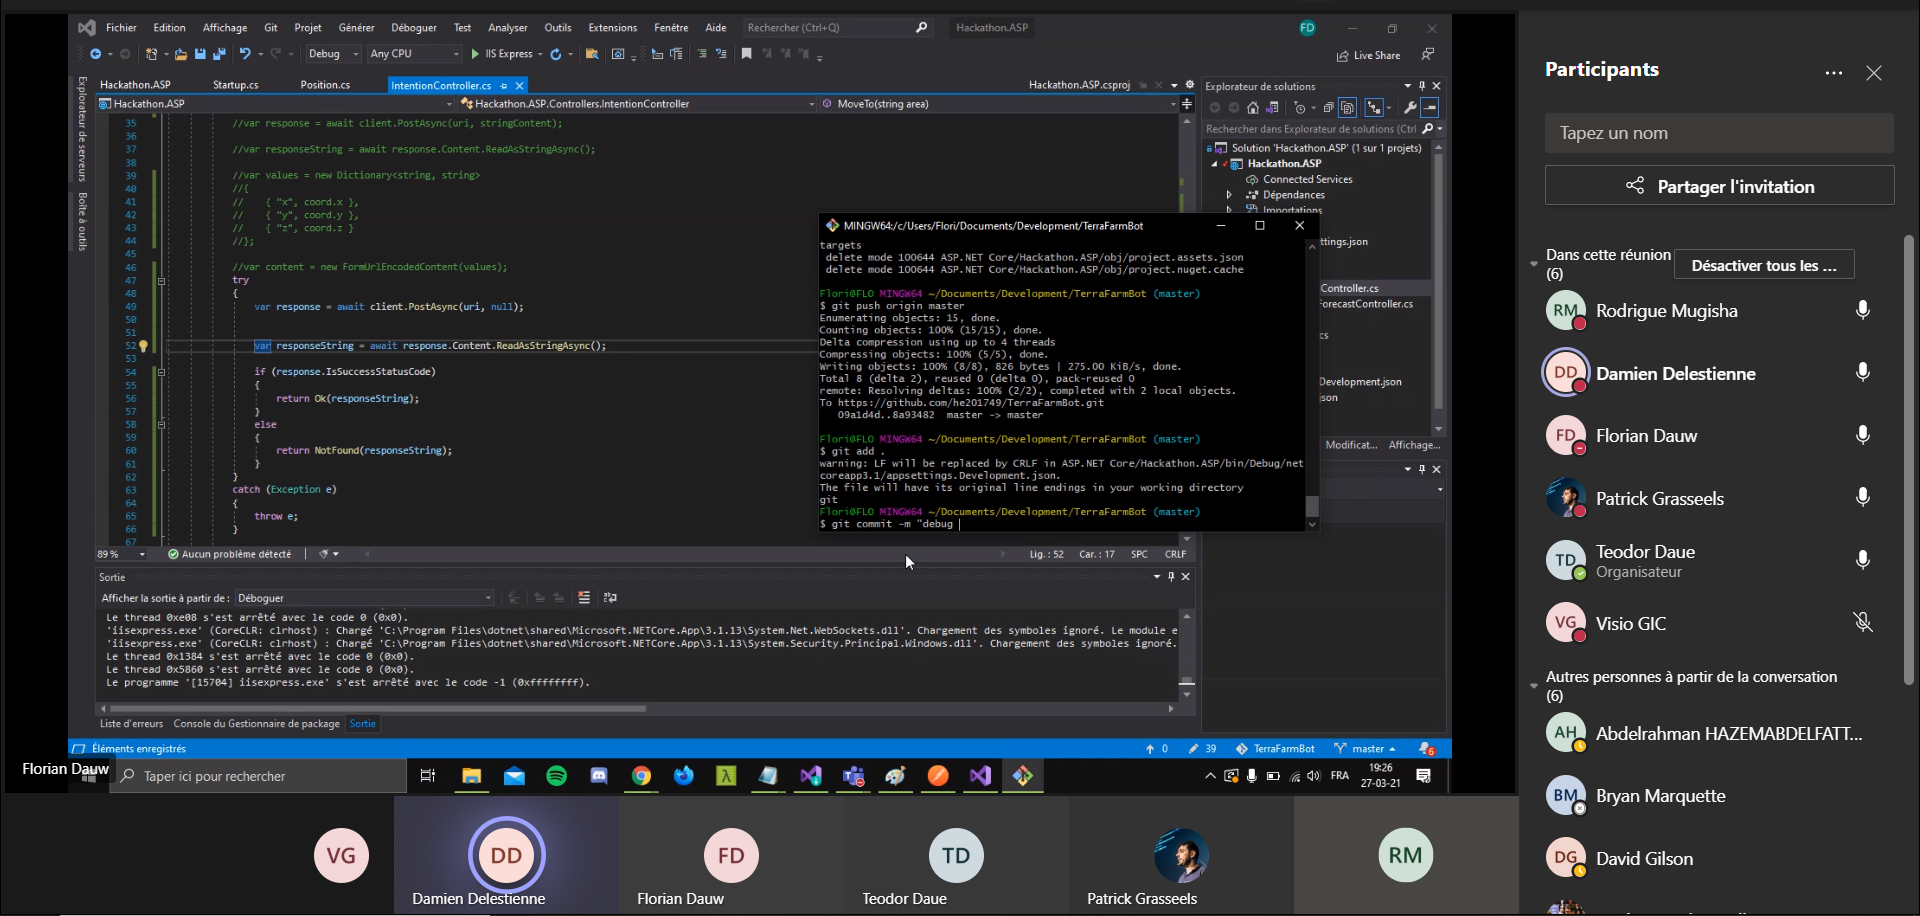 Fichier Edition Affichage Git Projet Générer Déboguer Test Analyser Outils Extensions Fenêtre Aide Rechercher (Ctrl+Q) Hackathon.ASP FD
Debug Any CPU IIS Express Live Share
Hackathon.ASP Startup.cs Position.cs IntentionController.cs Hackathon.ASP.csproj
Hackathon.ASP Hackathon.ASP.Controllers.IntentionController MoveTo(string area)
Explorateur de serveurs
Boîte à outils
35 //var response = await client.PostAsync(uri, stringContent);
36
37 //var responseString = await response.Content.ReadAsStringAsync();
38
39 //var values = new Dictionary<string, string>
40 //{
41 // { "x", coord.x },
42 // { "y", coord.y },
43 // { "z", coord.z }
44 //};
45
46 //var content = new FormUrlEncodedContent(values);
47 try
48 {
49 var response = await client.PostAsync(uri, null);
50
51
52 var responseString = await response.Content.ReadAsStringAsync();
53
54 if (response.IsSuccessStatusCode)
55 {
56 return Ok(responseString);
57 }
58 else
59 {
60 return NotFound(responseString);
61 }
62 }
63 catch (Exception e)
64 {
65 throw e;
66 }
67
89 % Aucun problème détecté Lig. : 52 Car. : 17 SPC CRLF
MINGW64:/c/Users/Flori/Documents/Development/TerraFarmBot
targets
delete mode 100644 ASP.NET Core/Hackathon.ASP/obj/project.assets.json
delete mode 100644 ASP.NET Core/Hackathon.ASP/obj/project.nuget.cache
Flori@FLO MINGW64 ~/Documents/Development/TerraFarmBot (master)
$ git push origin master
Enumerating objects: 15, done.
Counting objects: 100% (15/15), done.
Delta compression using up to 4 threads
Compressing objects: 100% (5/5), done.
Writing objects: 100% (8/8), 826 bytes | 275.00 KiB/s, done.
Total 8 (delta 2), reused 0 (delta 0), pack-reused 0
remote: Resolving deltas: 100% (2/2), completed with 2 local objects.
To https://github.com/he201749/TerraFarmBot.git
09a1d4d..8a93482 master -> master
Flori@FLO MINGW64 ~/Documents/Development/TerraFarmBot (master)
$ git add .
warning: LF will be replaced by CRLF in ASP.NET Core/Hackathon.ASP/bin/Debug/net
coreapp3.1/appsettings.Development.json.
The file will have its original line endings in your working directory
git
Flori@FLO MINGW64 ~/Documents/Development/TerraFarmBot (master)
$ git commit -m "debug
Explorateur de solutions
Rechercher dans Explorateur de solutions (Ctrl
Solution 'Hackathon.ASP' (1 sur 1 projets)
Hackathon.ASP
Connected Services
Dépendances
Importations
ttings.json
Controller.cs
orecastController.cs
cs
Development.json
son
Modificat... Affichage...
Sortie
Afficher la sortie à partir de : Déboguer
Le thread 0xe08 s'est arrêté avec le code 0 (0x0).
'iisexpress.exe' (CoreCLR: clrhost) : Chargé 'C:\Program Files\dotnet\shared\Microsoft.NETCore.App\3.1.13\System.Net.WebSockets.dll'. Chargement des symboles ignoré. Le module e
'iisexpress.exe' (CoreCLR: clrhost) : Chargé 'C:\Program Files\dotnet\shared\Microsoft.NETCore.App\3.1.13\System.Security.Principal.Windows.dll'. Chargement des symboles ignoré.
Le thread 0x1384 s'est arrêté avec le code 0 (0x0).
Le thread 0x5860 s'est arrêté avec le code 0 (0x0).
Le programme '[15704] iisexpress.exe' s'est arrêté avec le code -1 (0xffffffff).
Liste d'erreurs Console du Gestionnaire de package Sortie
Éléments enregistrés 0 39 TerraFarmBot master 6
Florian Dauw
Taper ici pour rechercher FRA 19:26
27-03-21
VG DD FD TD RM
Damien Delestienne Florian Dauw Teodor Daue Patrick Grasseels
Participants
Tapez un nom
Partager l'invitation
Dans cette réunion
(6)
Désactiver tous les ...
RM Rodrigue Mugisha
DD Damien Delestienne
FD Florian Dauw
Patrick Grasseels
TD Teodor Daue
Organisateur
VG Visio GIC
Autres personnes à partir de la conversation
(6)
AH Abdelrahman HAZEMABDELFATT...
BM Bryan Marquette
DG David Gilson